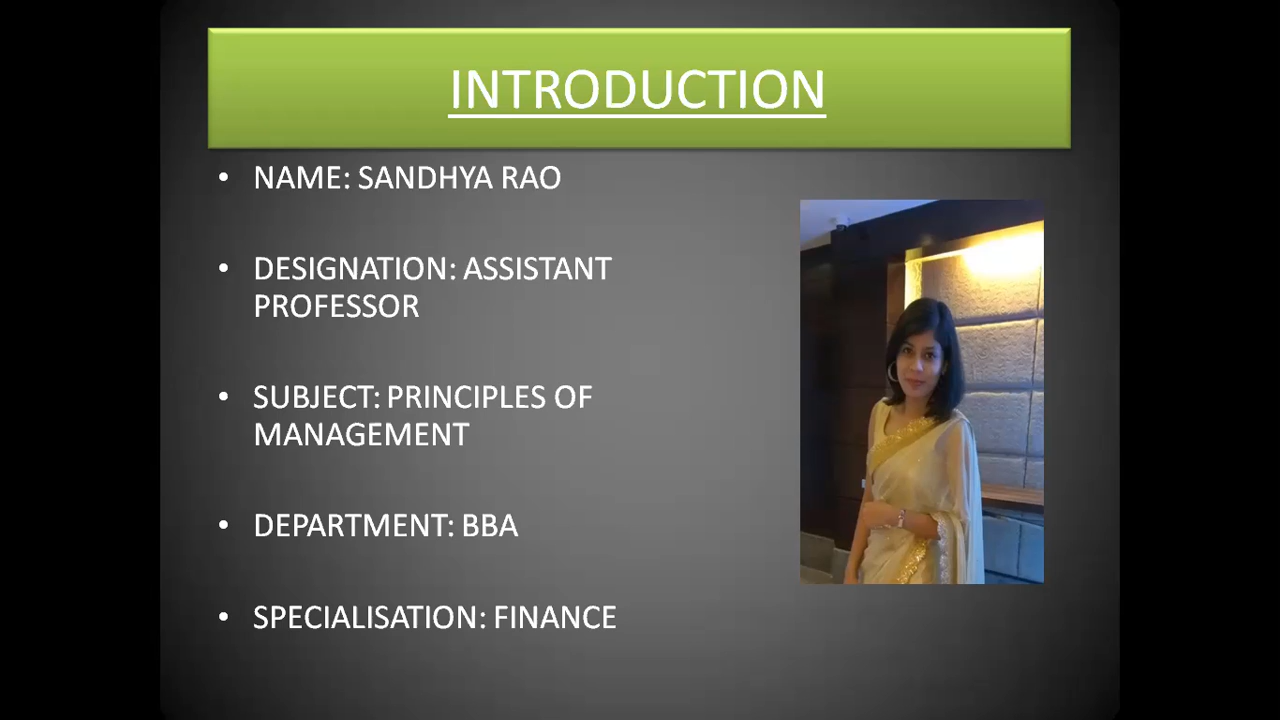 INTRODUCTION
• NAME: SANDHYA RAO
• DESIGNATION: ASSISTANT
PROFESSOR
• SUBJECT: PRINCIPLES OF
MANAGEMENT
• DEPARTMENT: BBA
• SPECIALISATION: FINANCE